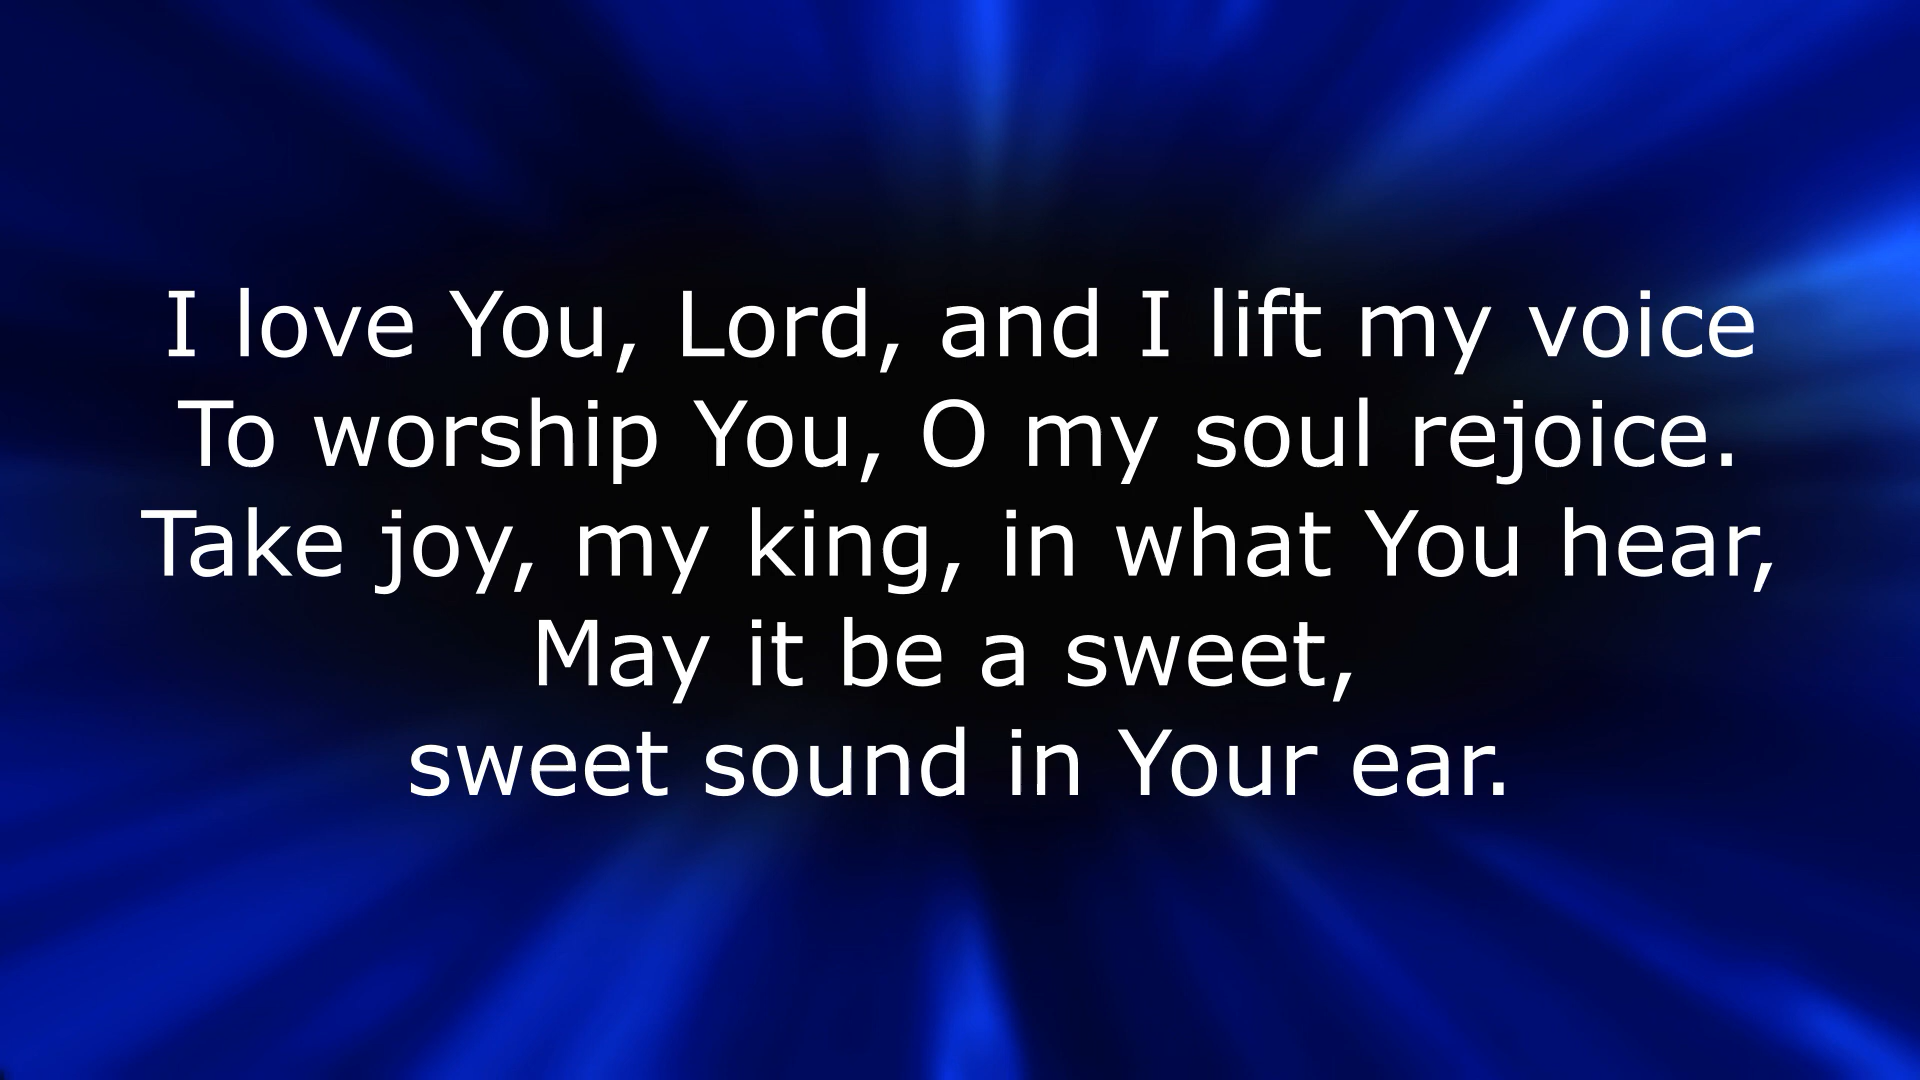 I love You, Lord, and I lift my voice
To worship You, O my soul rejoice.
Take joy, my king, in what You hear,
May it be a sweet,
sweet sound in Your ear.